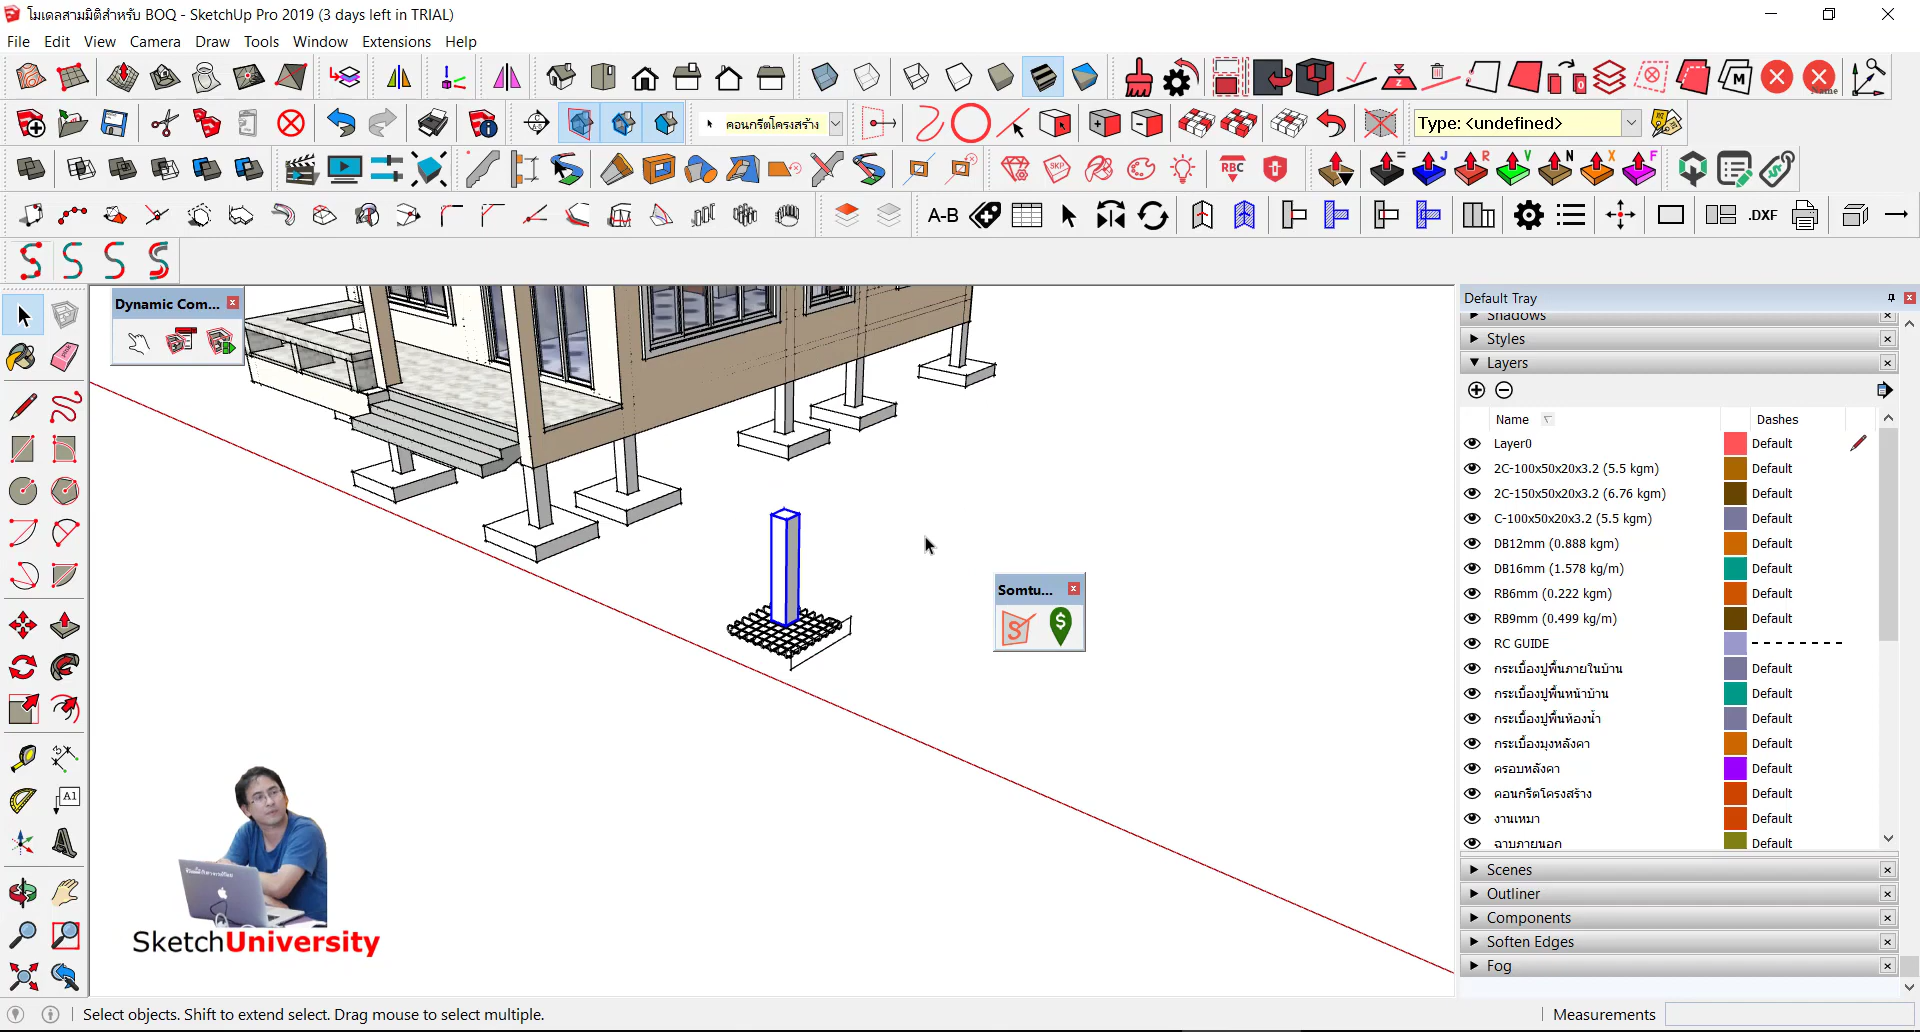 โมเดลสามมิติสำหรับ BOQ - SketchUp Pro 2019 (3 days left in TRIAL)
File Edit View Camera Draw Tools Window Extensions Help
M
Name
คอนกรีตโครงสร้าง
Type: <undefined>
SKP
RBC
= J R V N X F
A-B
.DXF
Dynamic Com...
Default Tray
Shadows
Styles
Layers
Name Dashes
Layer0 Default
2C-100x50x20x3.2 (5.5 kgm) Default
2C-150x50x20x3.2 (6.76 kgm) Default
C-100x50x20x3.2 (5.5 kgm) Default
DB12mm (0.888 kgm) Default
DB16mm (1.578 kg/m) Default
RB6mm (0.222 kgm) Default
RB9mm (0.499 kg/m) Default
RC GUIDE
กระเบื้องปูพื้นภายในบ้าน Default
กระเบื้องปูพื้นหน้าบ้าน Default
กระเบื้องปูพื้นห้องน้ำ Default
กระเบื้องมุงหลังคา Default
ครอบหลังคา Default
คอนกรีตโครงสร้าง Default
งานเหมา Default
ฉาบภายนอก Default
Scenes
Outliner
Components
Soften Edges
Fog
Somtu...
S $
A1
SketchUniversity
Select objects. Shift to extend select. Drag mouse to select multiple.
Measurements